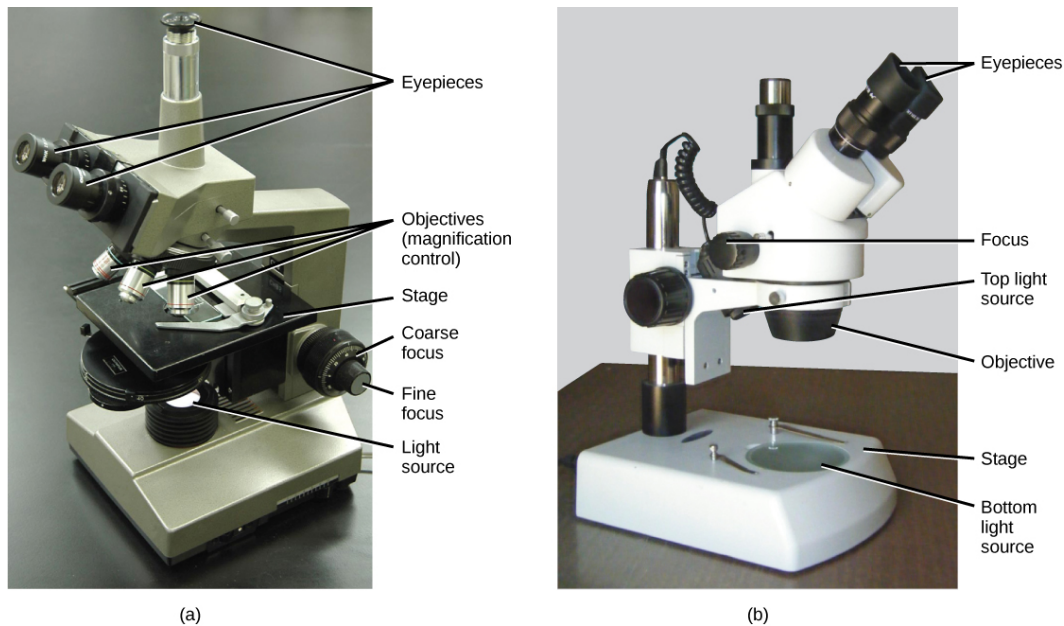 Eyepieces
Objectives
(magnification
control)
Stage
Coarse
focus
Fine
focus
Light
source
(a)
Eyepieces
Focus
Top light
source
Objective
Stage
Bottom
light
source
(b)